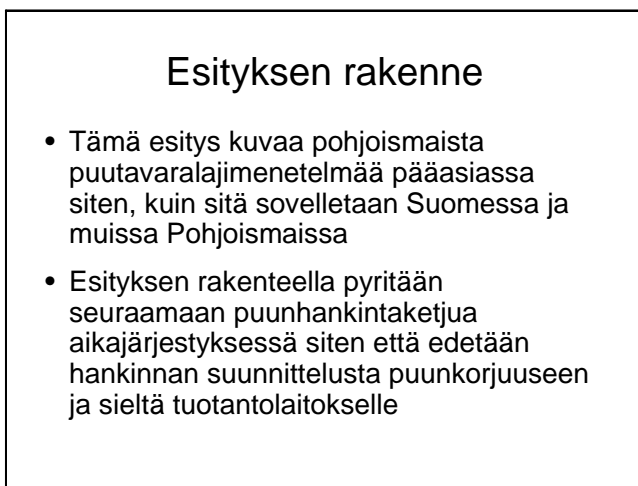 Esityksen rakenne
• Tämä esitys kuvaa pohjoismaista
puutavaralajimenetelmää pääasiassa
siten, kuin sitä sovelletaan Suomessa ja
muissa Pohjoismaissa
• Esityksen rakenteella pyritään
seuraamaan puunhankintaketjua
aikajärjestyksessä siten että edetään
hankinnan suunnittelusta puunkorjuuseen
ja sieltä tuotantolaitokselle